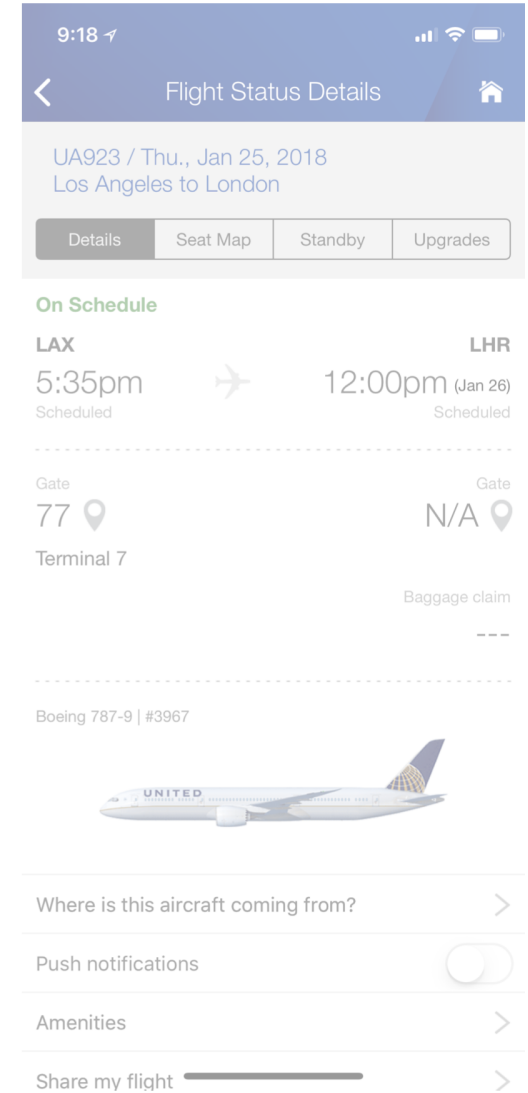 9:18
Flight Status Details
UA923 / Thu., Jan 25, 2018
Los Angeles to London
Details Seat Map Standby Upgrades
On Schedule
LAX LHR
5:35pm 12:00pm (Jan 26)
Scheduled Scheduled
Gate Gate
77 N/A
Terminal 7
Baggage claim
---
Boeing 787-9 | #3967
UNITED
Where is this aircraft coming from?
Push notifications
Amenities
Share my flight